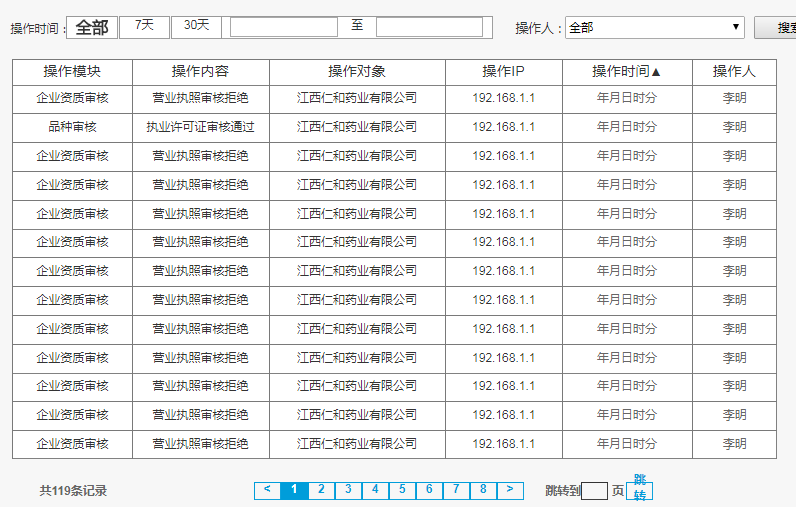 操作时间： 全部 7天 30天 至 操作人： 全部 ▼ 搜索
操作模块 操作内容 操作对象 操作IP 操作时间▲ 操作人
企业资质审核 营业执照审核拒绝 江西仁和药业有限公司 192.168.1.1 年月日时分 李明
品种审核 执业许可证审核通过 江西仁和药业有限公司 192.168.1.1 年月日时分 李明
企业资质审核 营业执照审核拒绝 江西仁和药业有限公司 192.168.1.1 年月日时分 李明
企业资质审核 营业执照审核拒绝 江西仁和药业有限公司 192.168.1.1 年月日时分 李明
企业资质审核 营业执照审核拒绝 江西仁和药业有限公司 192.168.1.1 年月日时分 李明
企业资质审核 营业执照审核拒绝 江西仁和药业有限公司 192.168.1.1 年月日时分 李明
企业资质审核 营业执照审核拒绝 江西仁和药业有限公司 192.168.1.1 年月日时分 李明
企业资质审核 营业执照审核拒绝 江西仁和药业有限公司 192.168.1.1 年月日时分 李明
企业资质审核 营业执照审核拒绝 江西仁和药业有限公司 192.168.1.1 年月日时分 李明
企业资质审核 营业执照审核拒绝 江西仁和药业有限公司 192.168.1.1 年月日时分 李明
企业资质审核 营业执照审核拒绝 江西仁和药业有限公司 192.168.1.1 年月日时分 李明
企业资质审核 营业执照审核拒绝 江西仁和药业有限公司 192.168.1.1 年月日时分 李明
企业资质审核 营业执照审核拒绝 江西仁和药业有限公司 192.168.1.1 年月日时分 李明
共119条记录 < 1 2 3 4 5 6 7 8 > 跳转到 页 跳转